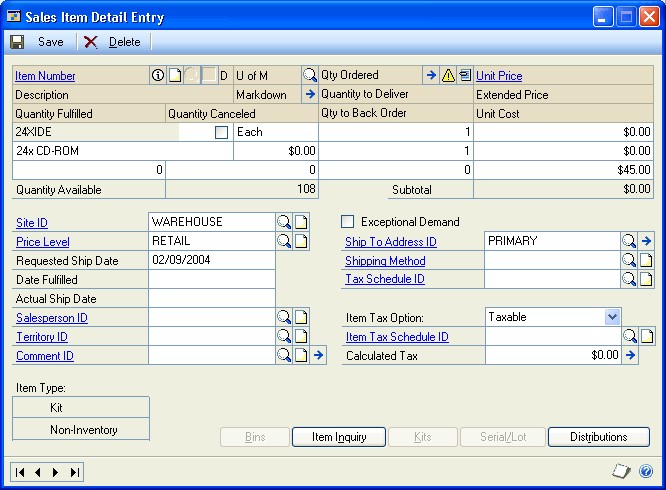 Sales Item Detail Entry
Save Delete
Item Number D U of M Qty Ordered Unit Price
Description Markdown Quantity to Deliver Extended Price
Quantity Fulfilled Quantity Canceled Qty to Back Order Unit Cost
24XIDE Each 1 $0.00
24x CD-ROM $0.00 1 $0.00
0 0 0 $45.00
Quantity Available 108 Subtotal $0.00
Site ID WAREHOUSE Exceptional Demand
Price Level RETAIL Ship To Address ID PRIMARY
Requested Ship Date 02/09/2004 Shipping Method
Date Fulfilled Tax Schedule ID
Actual Ship Date
Salesperson ID Item Tax Option: Taxable
Territory ID Item Tax Schedule ID
Comment ID Calculated Tax $0.00
Item Type:
Kit
Non-Inventory
Bins Item Inquiry Kits Serial/Lot Distributions